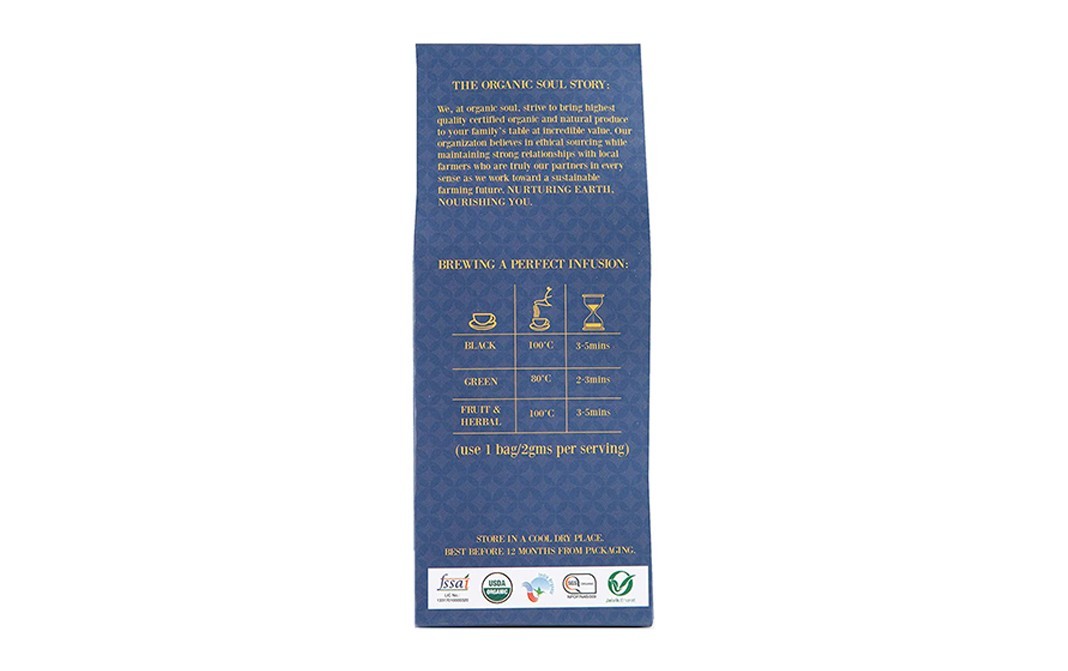 THE ORGANIC SOUL STORY:
We, at organic soul, strive to bring highest
quality certified organic and natural produce
to your family's table at incredible value. Our
organizaton believes in ethical sourcing while
maintaining strong relationships with local
farmers who are truly our partners in every
sense as we work toward a sustainable
farming future. NURTURING EARTH,
NOURISHING YOU.
BREWING A PERFECT INFUSION:
BLACK 100°C 3-5mins
GREEN 80°C 2-3mins
FRUIT &
HERBAL 100°C 3-5mins
(use 1 bag/2gms per serving)
STORE IN A COOL DRY PLACE.
BEST BEFORE 12 MONTHS FROM PACKAGING.
fssai
LIC No.
USDA
ORGANIC
SGS